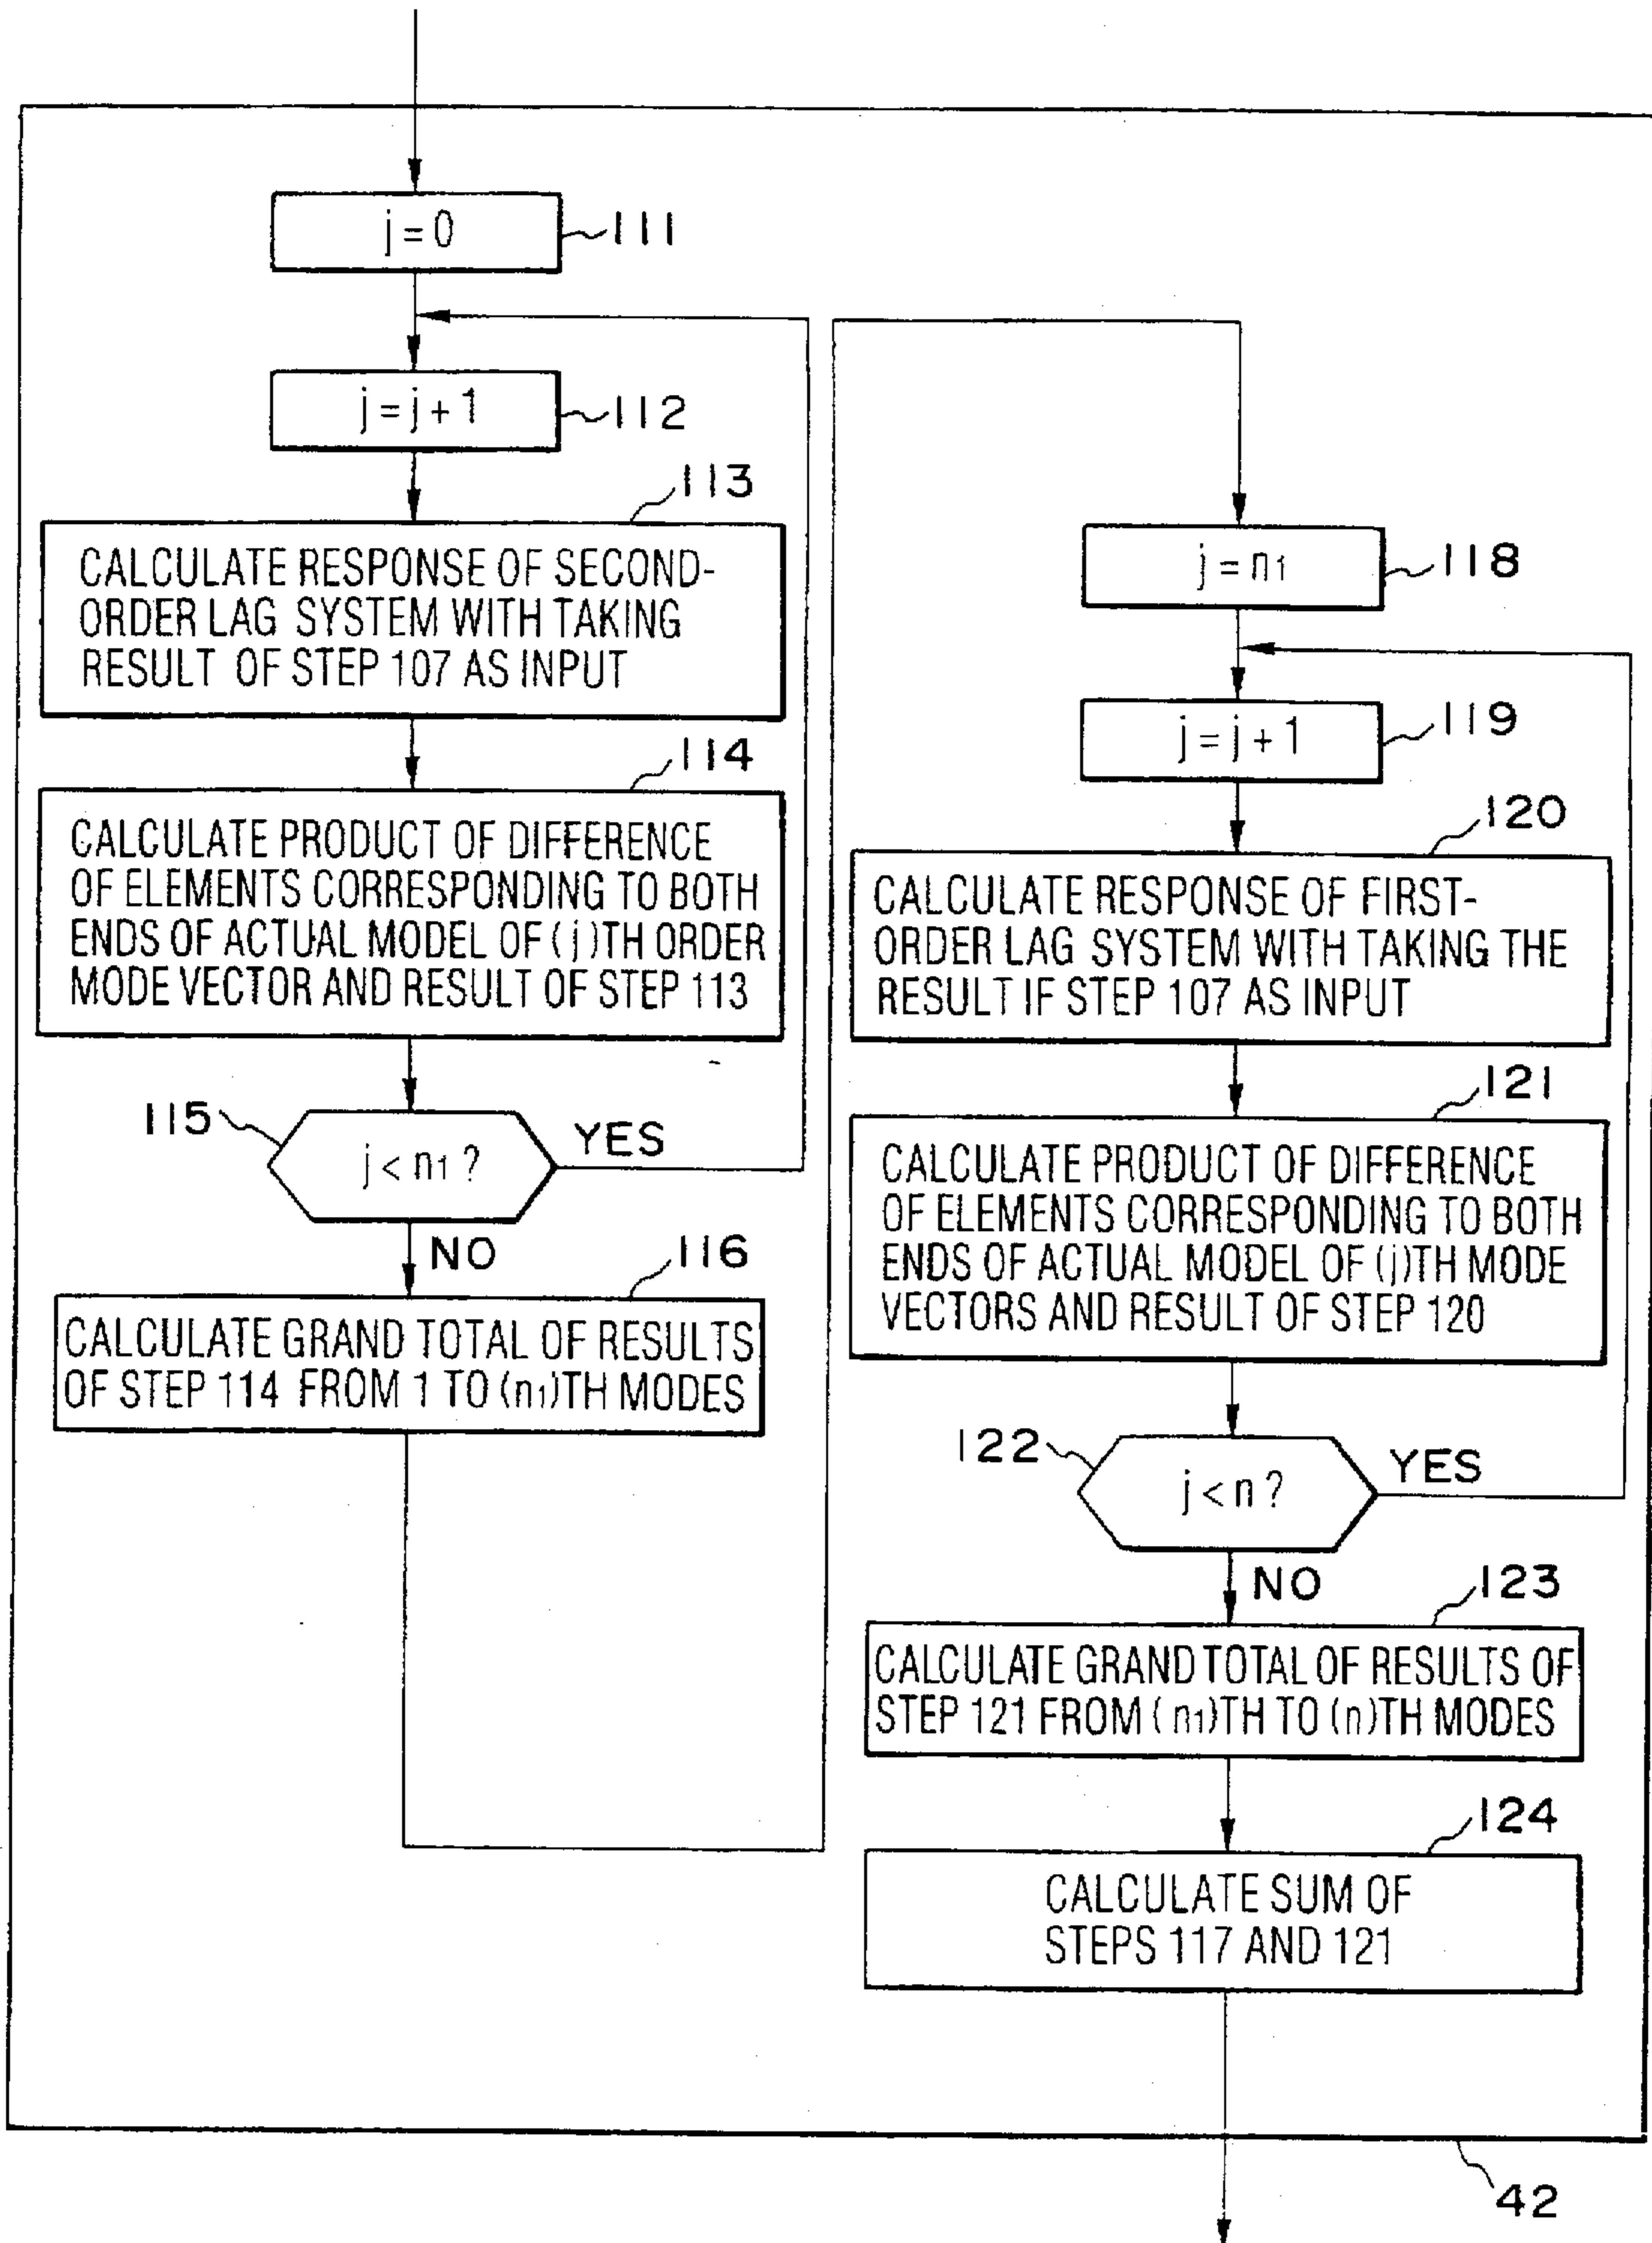 j = 0
111
j = j + 1
112
113
CALCULATE RESPONSE OF SECOND-
ORDER LAG SYSTEM WITH TAKING
RESULT OF STEP 107 AS INPUT
114
CALCULATE PRODUCT OF DIFFERENCE
OF ELEMENTS CORRESPONDING TO BOTH
ENDS OF ACTUAL MODEL OF (j)TH ORDER
MODE VECTOR AND RESULT OF STEP 113
115
j < n1 ?
YES
NO
116
CALCULATE GRAND TOTAL OF RESULTS
OF STEP 114 FROM 1 TO (n1)TH MODES
j = n1
118
j = j + 1
119
120
CALCULATE RESPONSE OF FIRST-
ORDER LAG SYSTEM WITH TAKING THE
RESULT IF STEP 107 AS INPUT
121
CALCULATE PRODUCT OF DIFFERENCE
OF ELEMENTS CORRESPONDING TO BOTH
ENDS OF ACTUAL MODEL OF (j)TH MODE
VECTORS AND RESULT OF STEP 120
122
j < n ?
YES
NO
123
CALCULATE GRAND TOTAL OF RESULTS OF
STEP 121 FROM (n1)TH TO (n)TH MODES
124
CALCULATE SUM OF
STEPS 117 AND 121
42